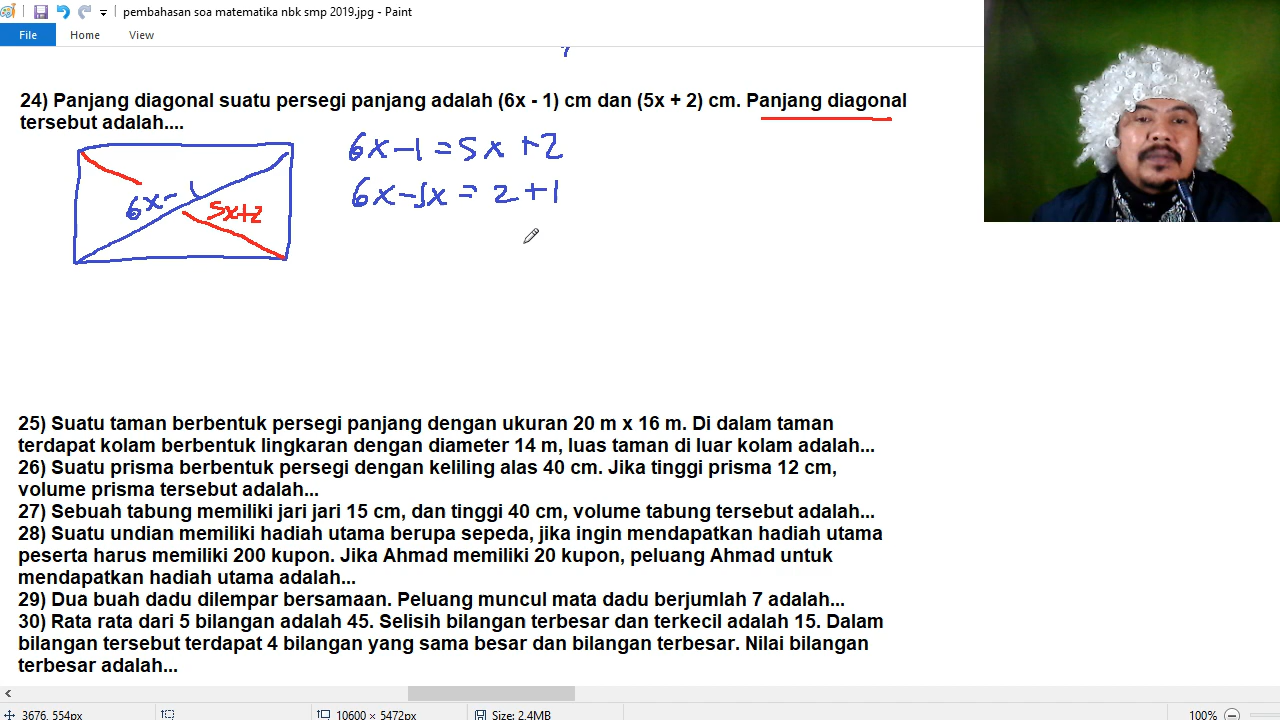 pembahasan soa matematika nbk smp 2019.jpg - Paint
File Home View
24) Panjang diagonal suatu persegi panjang adalah (6x - 1) cm dan (5x + 2) cm. Panjang diagonal
tersebut adalah....
6x-1=5x+2
6x-5x=2+1
6x-1
5x+2
25) Suatu taman berbentuk persegi panjang dengan ukuran 20 m x 16 m. Di dalam taman
terdapat kolam berbentuk lingkaran dengan diameter 14 m, luas taman di luar kolam adalah...
26) Suatu prisma berbentuk persegi dengan keliling alas 40 cm. Jika tinggi prisma 12 cm,
volume prisma tersebut adalah...
27) Sebuah tabung memiliki jari jari 15 cm, dan tinggi 40 cm, volume tabung tersebut adalah...
28) Suatu undian memiliki hadiah utama berupa sepeda, jika ingin mendapatkan hadiah utama
peserta harus memiliki 200 kupon. Jika Ahmad memiliki 20 kupon, peluang Ahmad untuk
mendapatkan hadiah utama adalah...
29) Dua buah dadu dilempar bersamaan. Peluang muncul mata dadu berjumlah 7 adalah...
30) Rata rata dari 5 bilangan adalah 45. Selisih bilangan terbesar dan terkecil adalah 15. Dalam
bilangan tersebut terdapat 4 bilangan yang sama besar dan bilangan terbesar. Nilai bilangan
terbesar adalah...
3676, 554px 10600 × 5472px Size: 2.4MB 100%